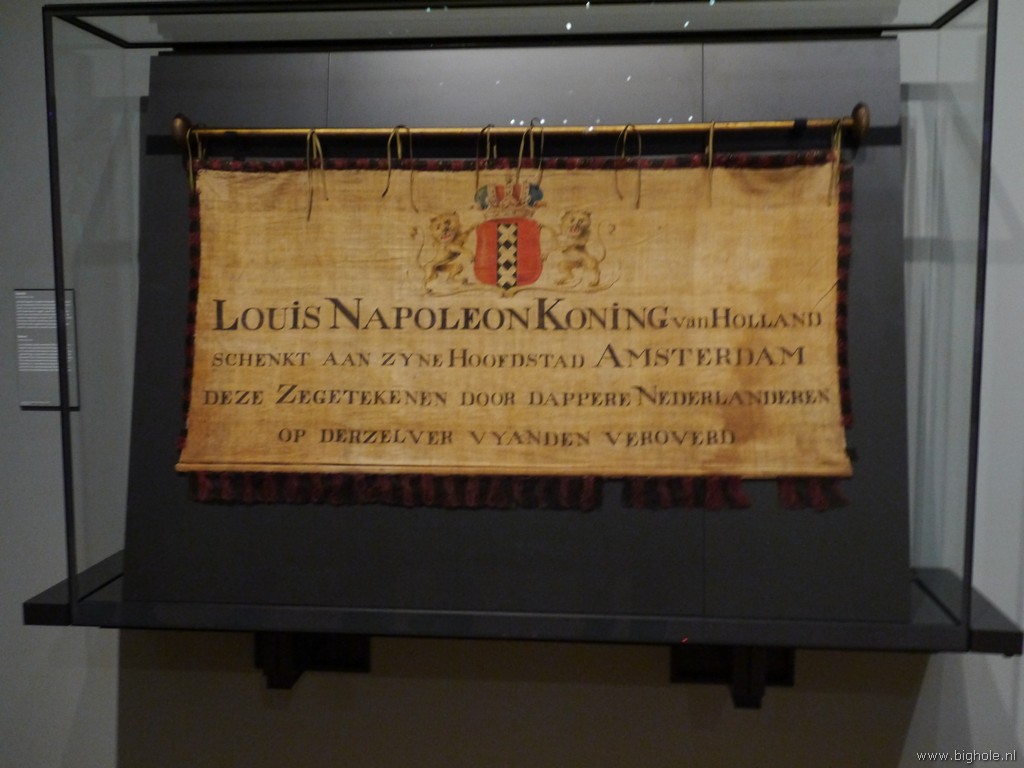 LOUIS NAPOLEON KONING van HOLLAND
SCHENKT AAN ZYNE HOOFDSTAD AMSTERDAM
DEZE ZEGETEKENEN DOOR DAPPERE NEDERLANDEREN
OP DERZELVER VYANDEN VEROVERD
www.bighole.nl